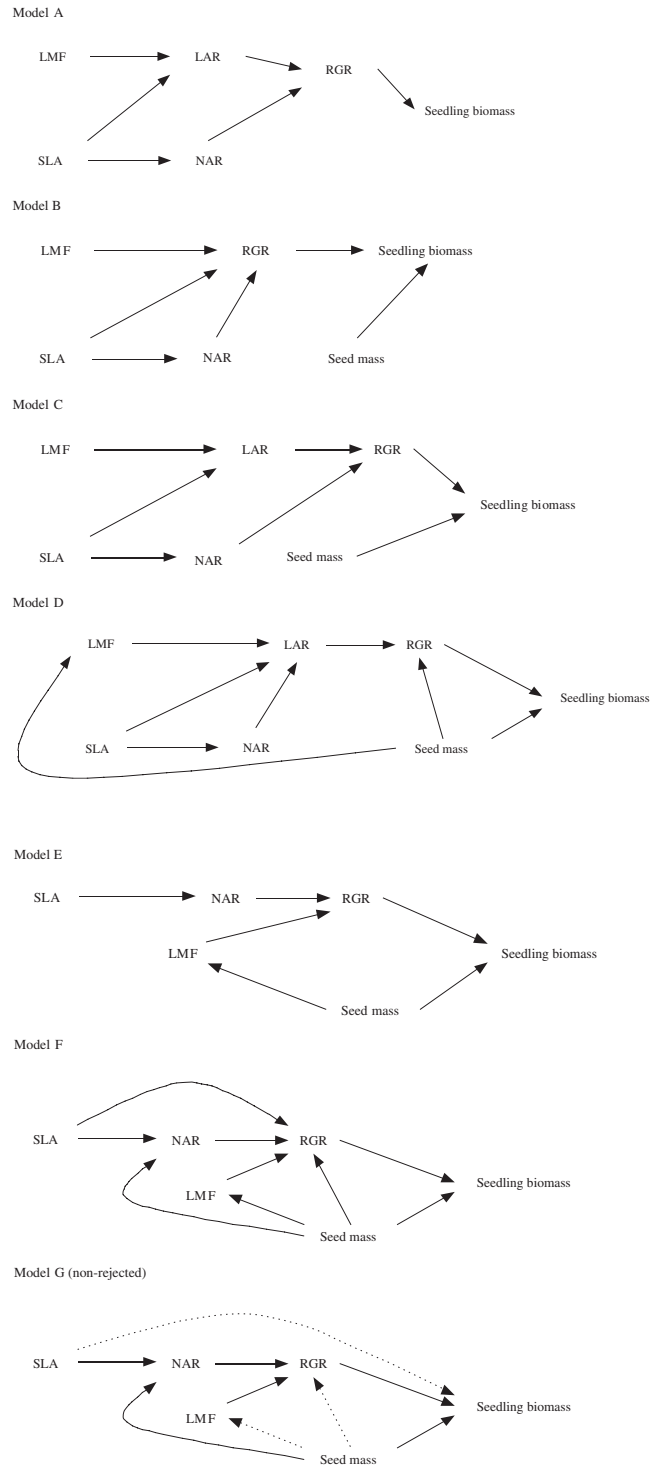 Model A
LMF LAR
RGR
Seedling biomass
SLA NAR
Model B
LMF RGR Seedling biomass
SLA NAR Seed mass
Model C
LMF LAR RGR
Seedling biomass
SLA NAR Seed mass
Model D
LMF LAR RGR
Seedling biomass
SLA NAR Seed mass
Model E
SLA NAR RGR
LMF Seedling biomass
Seed mass
Model F
SLA NAR RGR
Seedling biomass
LMF
Seed mass
Model G (non-rejected)
SLA NAR RGR
Seedling biomass
LMF
Seed mass